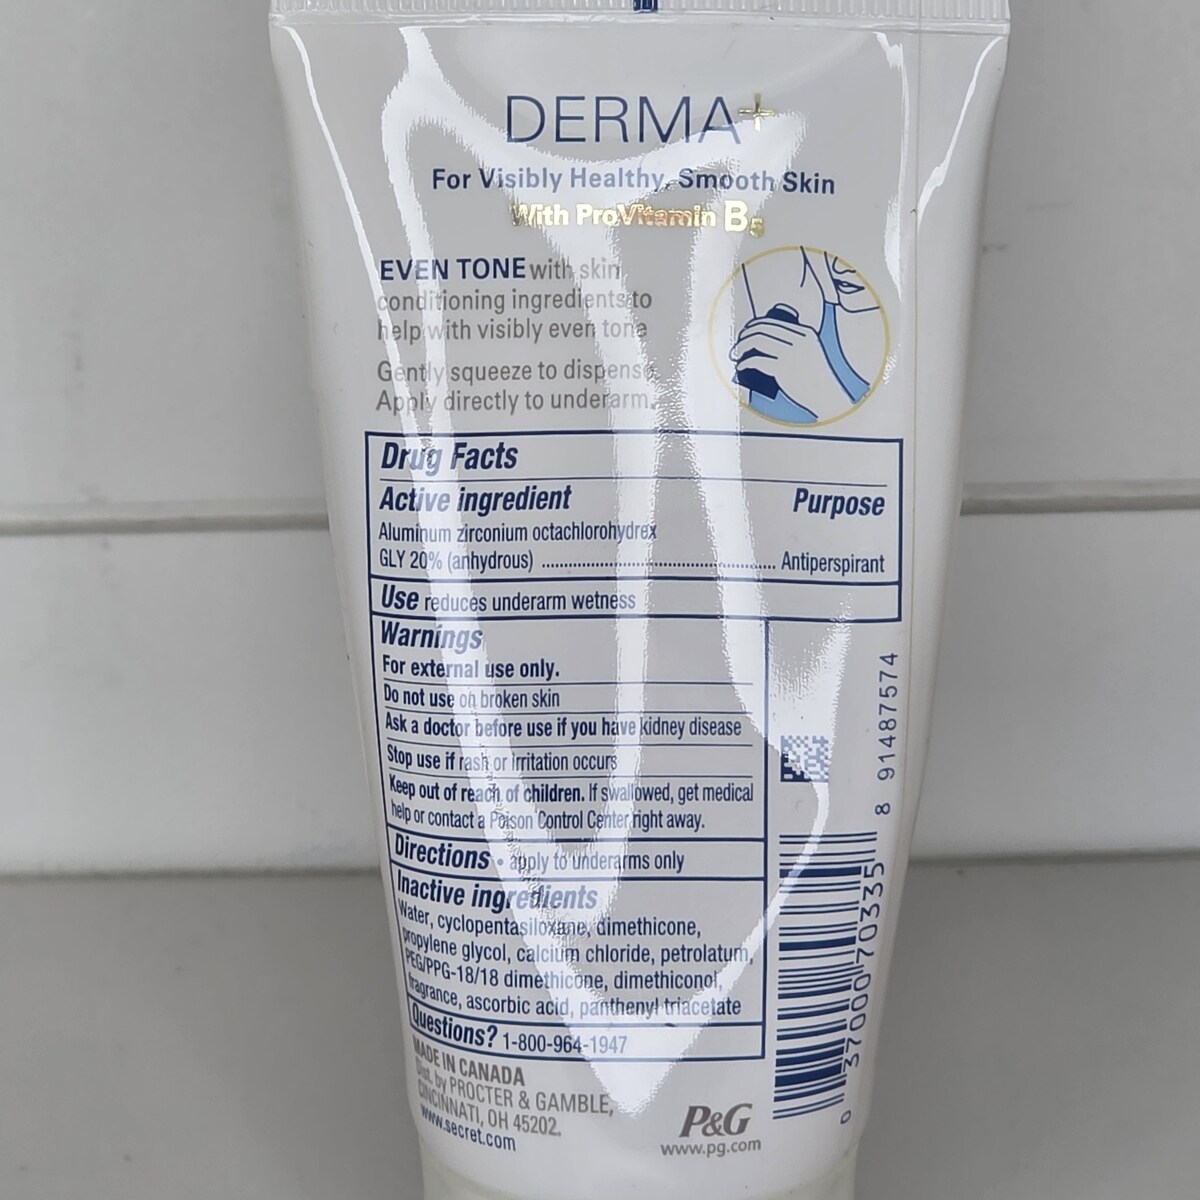 DERMA+
For Visibly Healthy, Smooth Skin
With ProVitamin B5
EVEN TONE with skin
conditioning ingredients to
help with visibly even tone
Gently squeeze to dispense.
Apply directly to underarm.
Drug Facts
Active ingredient Purpose
Aluminum zirconium octachlorohydrex
GLY 20% (anhydrous) ............................................. Antiperspirant
Use reduces underarm wetness
Warnings
For external use only.
Do not use on broken skin
Ask a doctor before use if you have kidney disease
Stop use if rash or irritation occurs
Keep out of reach of children. If swallowed, get medical
help or contact a Poison Control Center right away.
Directions • apply to underarms only
Inactive ingredients
Water, cyclopentasiloxane, dimethicone,
propylene glycol, calcium chloride, petrolatum,
PEG/PPG-18/18 dimethicone, dimethiconol,
fragrance, ascorbic acid, panthenyl triacetate
Questions? 1-800-964-1947
MADE IN CANADA
Dist. by PROCTER & GAMBLE,
CINCINNATI, OH 45202.
www.secret.com
P&G
www.pg.com
91487574
0 37000 70335 8